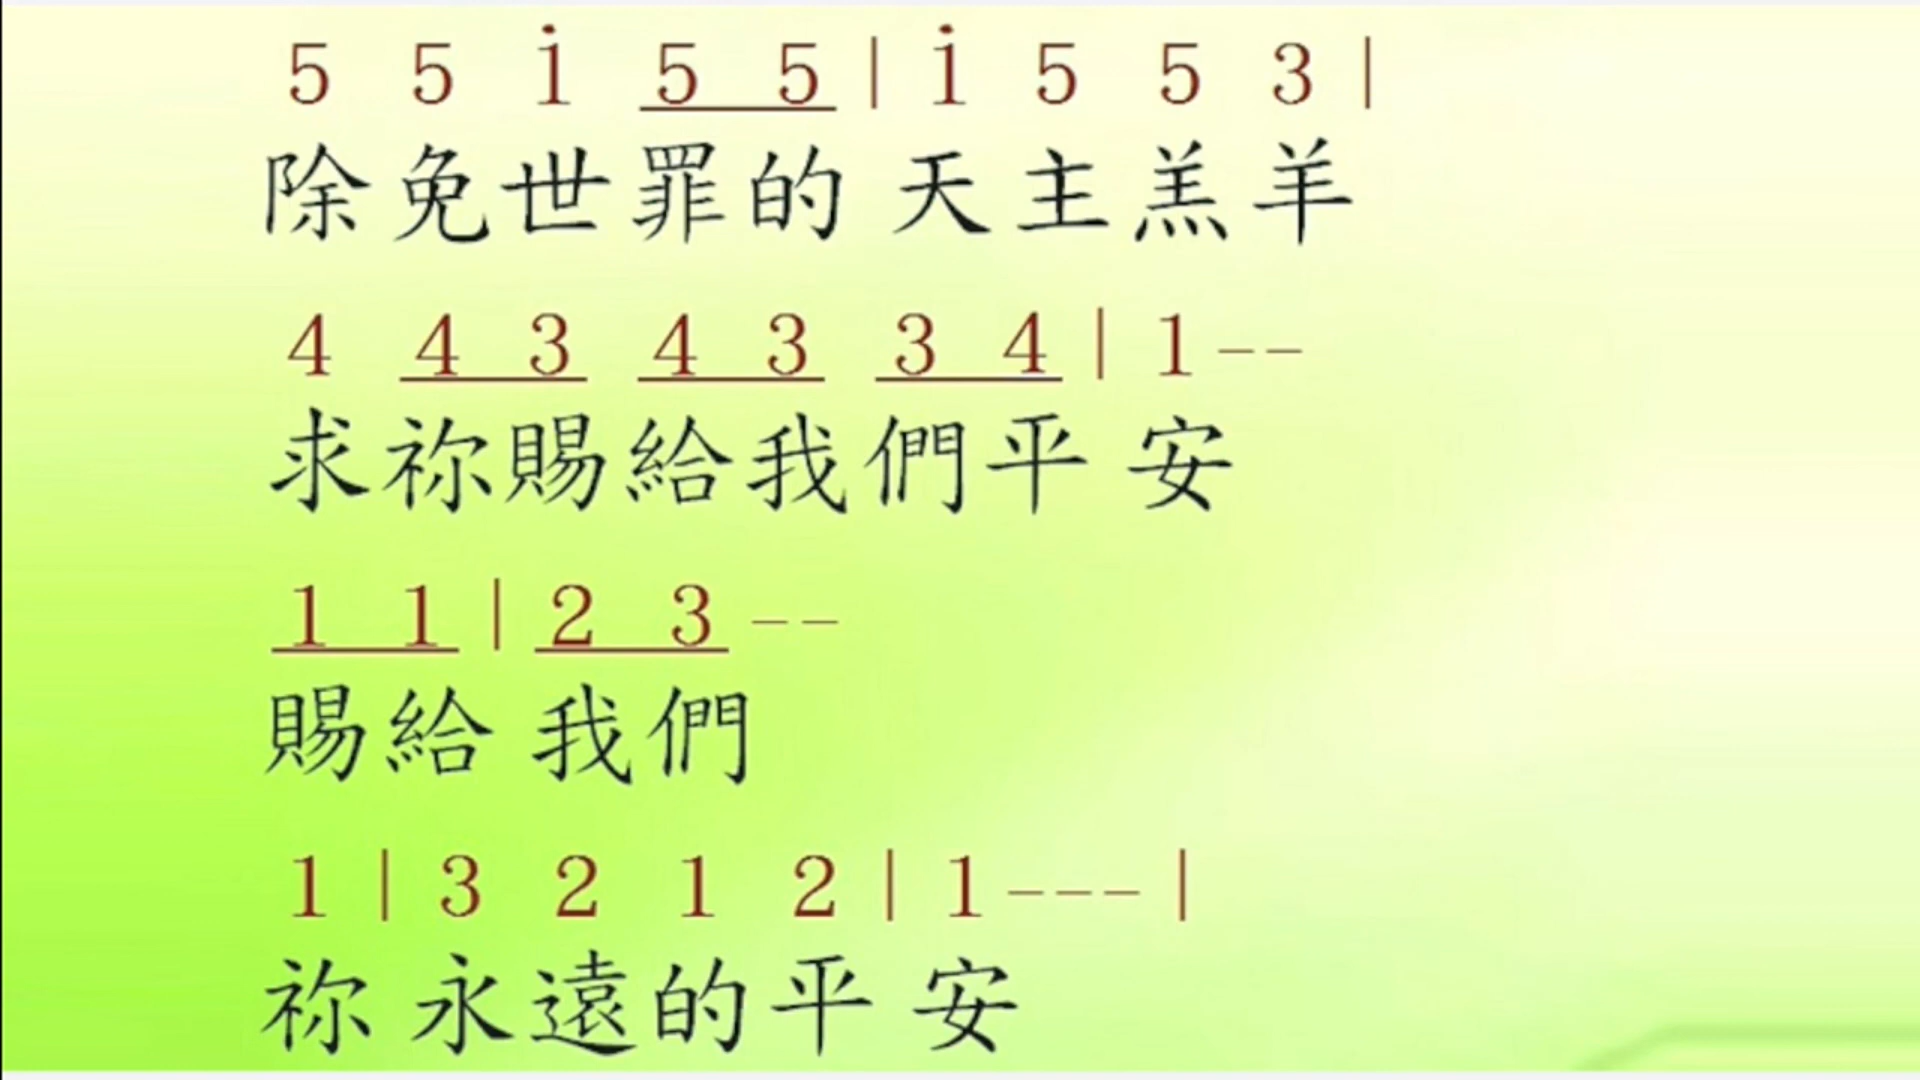 5 5 i 5 5 | i 5 5 3 |
除免世罪的 天主羔羊
4 4 3 4 3 3 4 | 1 --
求祢賜給我們平 安
1 1 | 2 3 --
賜給 我們
1 | 3 2 1 2 | 1 --- |
祢 永遠的平 安